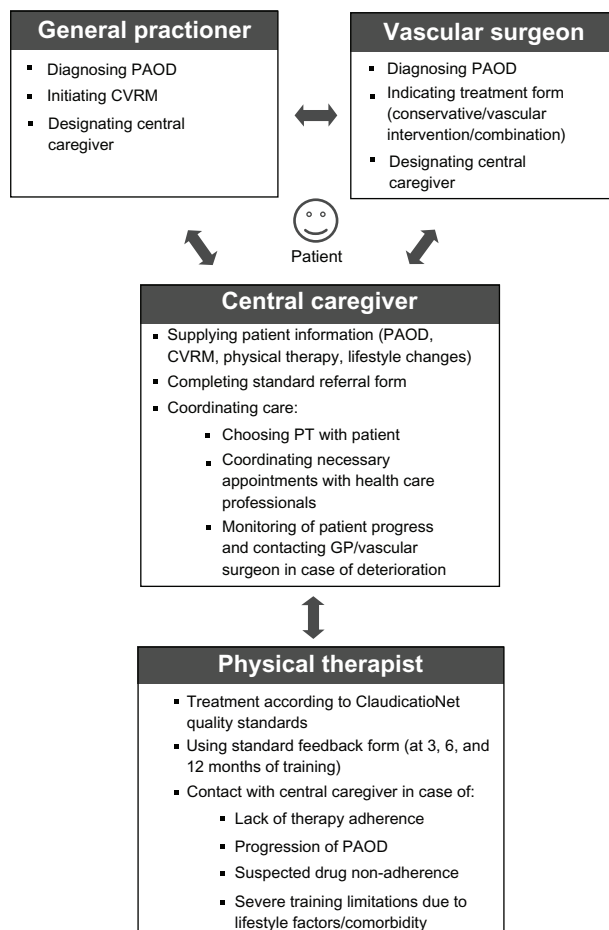 General practioner
▪ Diagnosing PAOD
▪ Initiating CVRM
▪ Designating central
caregiver
Vascular surgeon
▪ Diagnosing PAOD
▪ Indicating treatment form
(conservative/vascular
intervention/combination)
▪ Designating central
caregiver
Patient
Central caregiver
▪ Supplying patient information (PAOD,
CVRM, physical therapy, lifestyle changes)
▪ Completing standard referral form
▪ Coordinating care:
▪ Choosing PT with patient
▪ Coordinating necessary
appointments with health care
professionals
▪ Monitoring of patient progress
and contacting GP/vascular
surgeon in case of deterioration
Physical therapist
▪ Treatment according to ClaudicatioNet
quality standards
▪ Using standard feedback form (at 3, 6, and
12 months of training)
▪ Contact with central caregiver in case of:
▪ Lack of therapy adherence
▪ Progression of PAOD
▪ Suspected drug non-adherence
▪ Severe training limitations due to
lifestyle factors/comorbidity